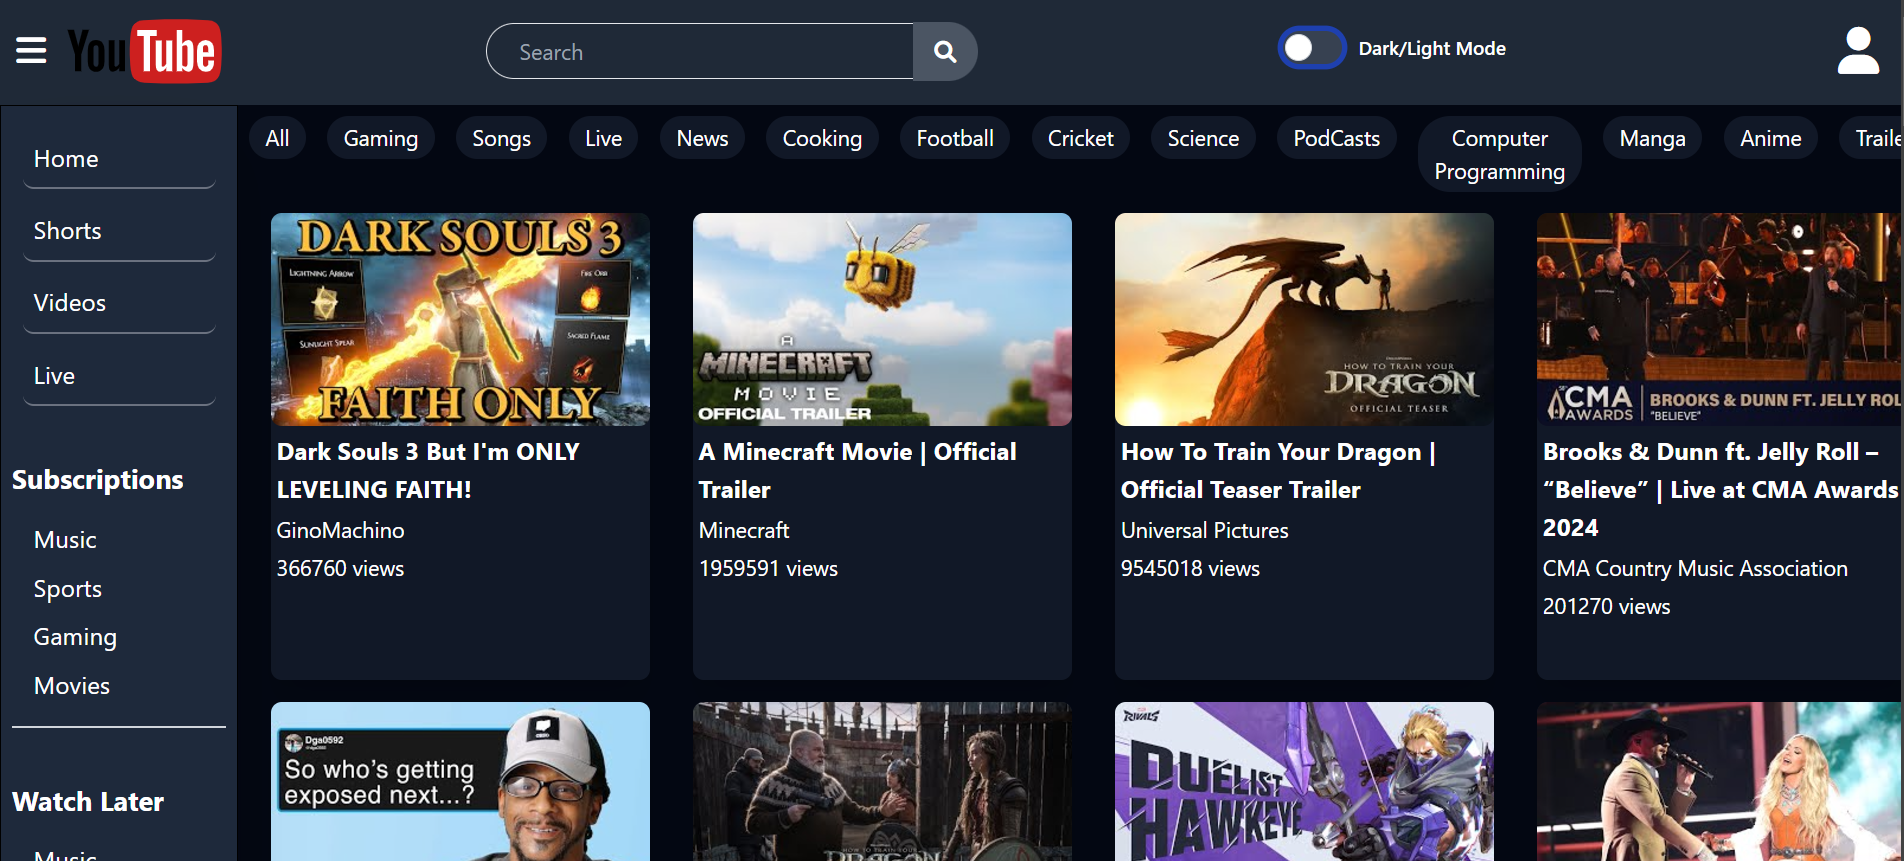 YouTube
Search
Dark/Light Mode
Home
Shorts
Videos
Live
Subscriptions
Music
Sports
Gaming
Movies
Watch Later
Music
All
Gaming
Songs
Live
News
Cooking
Football
Cricket
Science
PodCasts
Computer
Programming
Manga
Anime
Traile
DARK SOULS 3
LIGHTNING ARROW
FIRE ORB
SUNLIGHT SPEAR
SACRED FLAME
FAITH ONLY
Dark Souls 3 But I'm ONLY
LEVELING FAITH!
GinoMachino
366760 views
A
MINECRAFT
MOVIE
OFFICIAL TRAILER
A Minecraft Movie | Official
Trailer
Minecraft
1959591 views
HOW TO TRAIN YOUR
DRAGON
OFFICIAL TEASER
How To Train Your Dragon |
Official Teaser Trailer
Universal Pictures
9545018 views
CMA
AWARDS
BROOKS & DUNN FT. JELLY ROL
"BELIEVE"
Brooks & Dunn ft. Jelly Roll –
“Believe” | Live at CMA Awards
2024
CMA Country Music Association
201270 views
Dga0592
So who's getting
exposed next...?
OHIO
HOW TO TRAIN YOUR
DRAGON
RIVALS
DUELIST
HAWKEYE